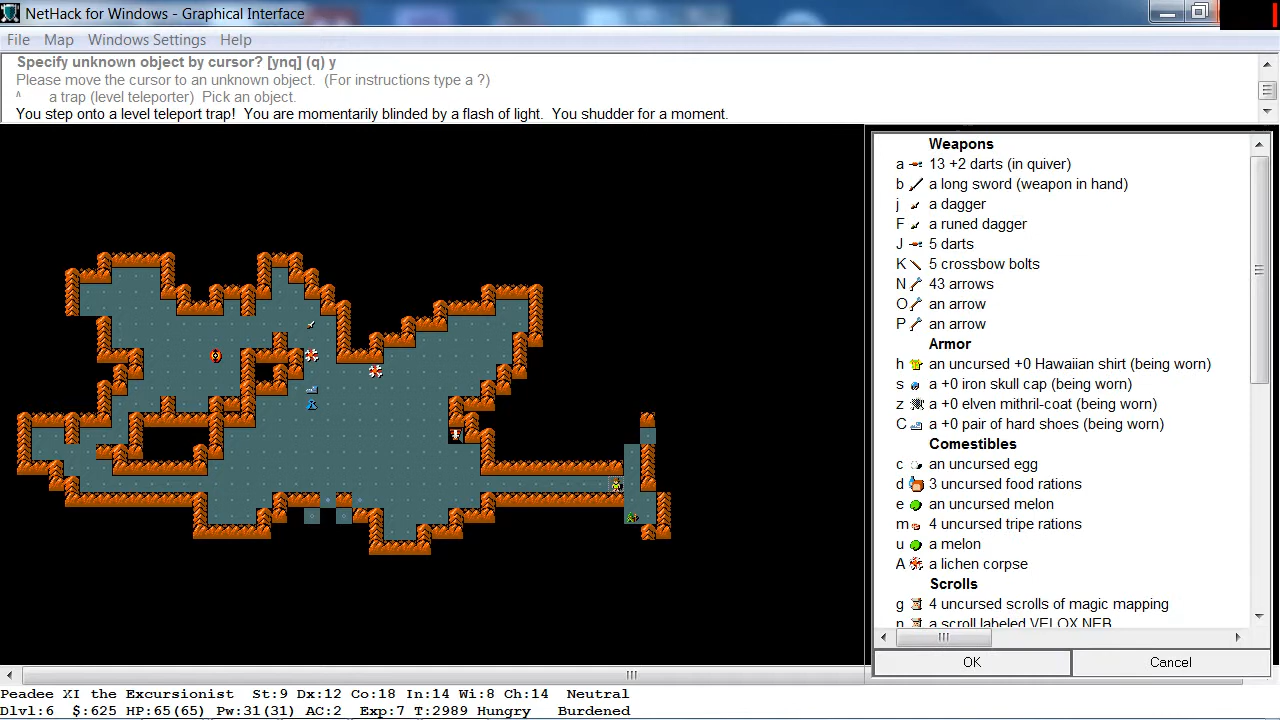 NetHack for Windows - Graphical Interface
File Map Windows Settings Help
Specify unknown object by cursor? [ynq] (q) y
Please move the cursor to an unknown object. (For instructions type a ?)
^ a trap (level teleporter) Pick an object.
You step onto a level teleport trap! You are momentarily blinded by a flash of light. You shudder for a moment.
Weapons
a 13 +2 darts (in quiver)
b a long sword (weapon in hand)
j a dagger
F a runed dagger
J 5 darts
K 5 crossbow bolts
N 43 arrows
O an arrow
P an arrow
Armor
h an uncursed +0 Hawaiian shirt (being worn)
s a +0 iron skull cap (being worn)
z a +0 elven mithril-coat (being worn)
C a +0 pair of hard shoes (being worn)
Comestibles
c an uncursed egg
d 3 uncursed food rations
e an uncursed melon
m 4 uncursed tripe rations
u a melon
A a lichen corpse
Scrolls
g 4 uncursed scrolls of magic mapping
n a scroll labeled VELOX NEB
OK Cancel
Peadee XI the Excursionist St:9 Dx:12 Co:18 In:14 Wi:8 Ch:14 Neutral
Dlvl:6 $:625 HP:65(65) Pw:31(31) AC:2 Exp:7 T:2989 Hungry Burdened